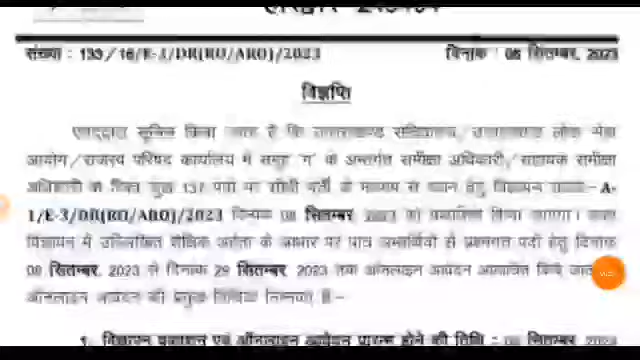 संख्या : 133/16/E-3/DR(RO/ARO)/2023 दिनांक : 08 सितम्बर, 2023
विज्ञप्ति
एतद्द्वारा सूचित किया जाता है कि उत्तराखण्ड सचिवालय/उत्तराखण्ड लोक सेवा
आयोग/राजस्व परिषद कार्यालय में समूह 'ग' के अन्तर्गत समीक्षा अधिकारी/सहायक समीक्षा
अधिकारी के रिक्त कुल 137 पदों पर सीधी भर्ती के माध्यम से चयन हेतु विज्ञापन संख्या- A-
1/E-3/DR(RO/ARO)/2023 दिनांक 08 सितम्बर 2023 को प्रकाशित किया जाएगा। उक्त
विज्ञापन में उल्लिखित शैक्षिक अर्हता के आधार पर पात्र अभ्यर्थियों से प्रश्नगत पदों हेतु दिनांक
08 सितम्बर, 2023 से दिनांक 29 सितम्बर, 2023 तक ऑनलाइन आवेदन आमंत्रित किये
ऑनलाइन आवेदन की प्रमुख तिथियां निम्नवत हैं -
1. विज्ञापन प्रकाशन एवं ऑनलाइन आवेदन प्रारम्भ होने की तिथि : 08 सितम्बर, 2023